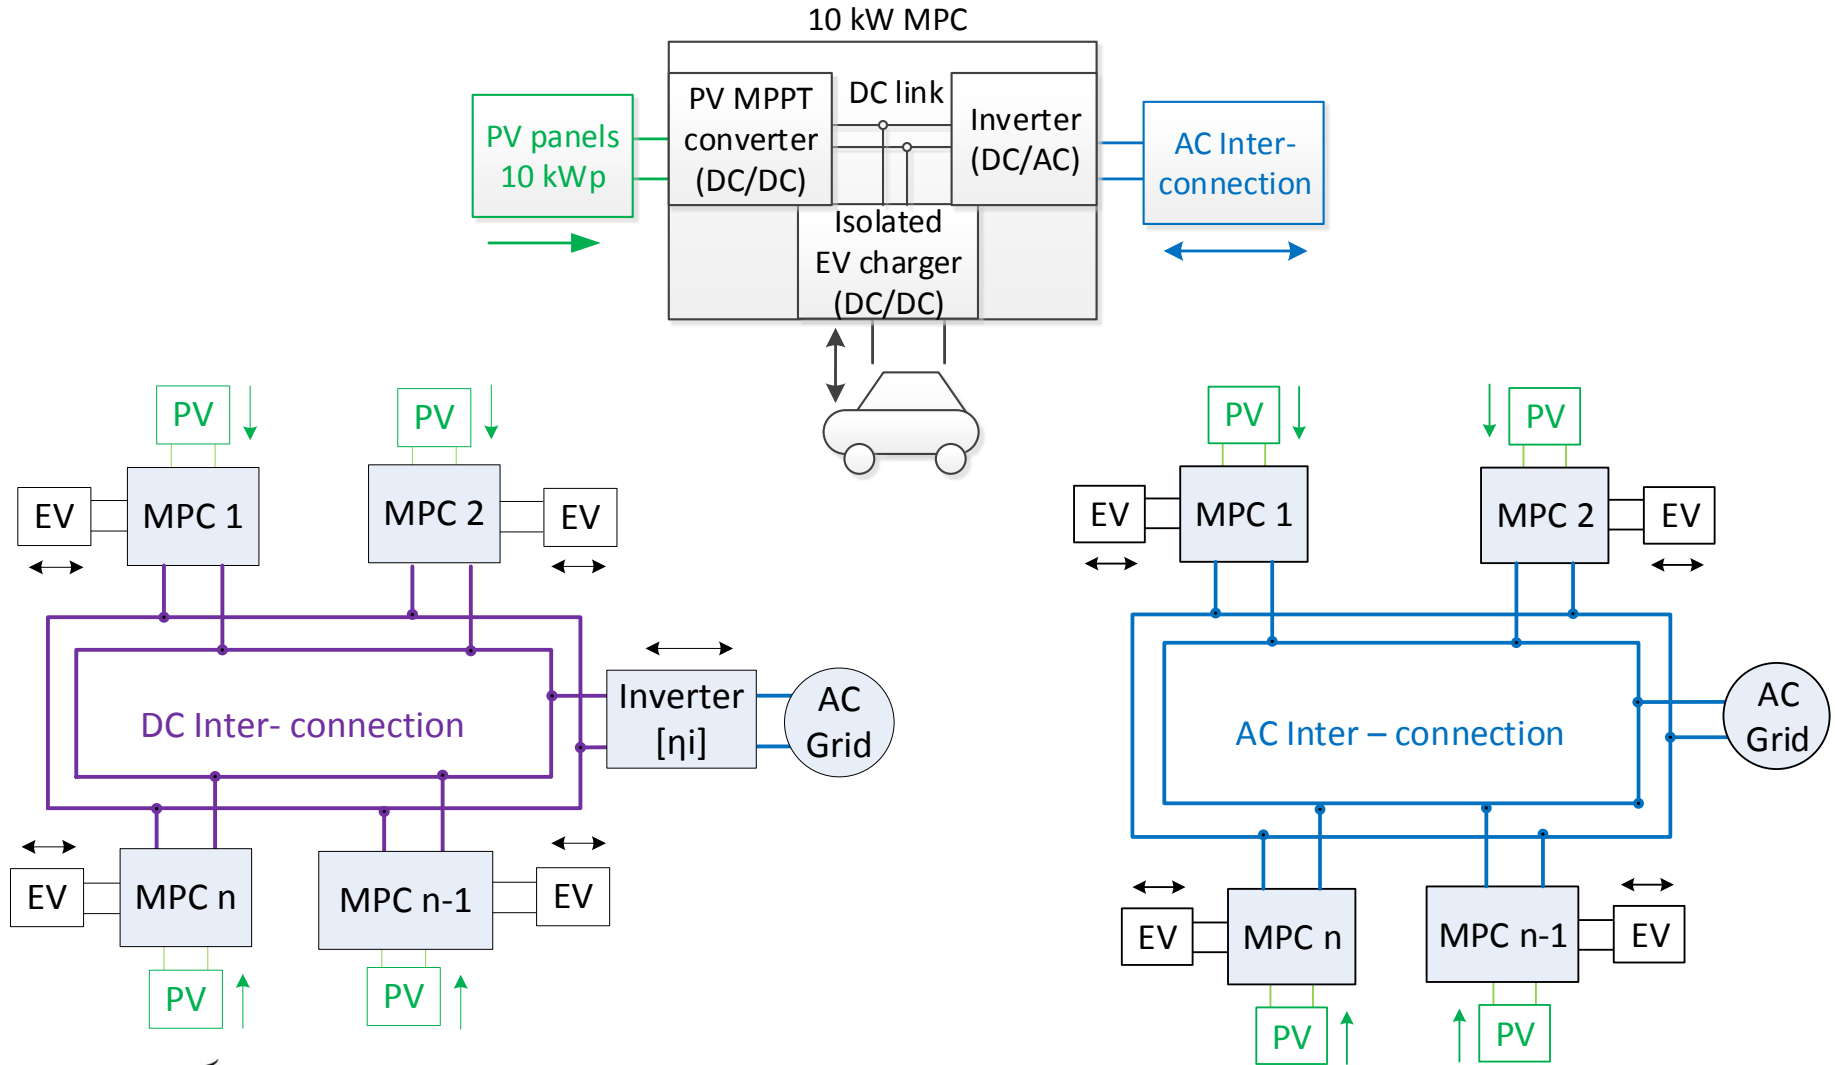 10 kW MPC
PV panels
10 kWp
PV MPPT
converter
(DC/DC)
DC link
Inverter
(DC/AC)
AC Inter-
connection
Isolated
EV charger
(DC/DC)
PV
PV
EV
MPC 1
MPC 2
EV
DC Inter- connection
Inverter
[ηi]
AC
Grid
EV
MPC n
MPC n-1
EV
PV
PV
PV
PV
EV
MPC 1
MPC 2
EV
AC Inter – connection
AC
Grid
EV
MPC n
MPC n-1
EV
PV
PV